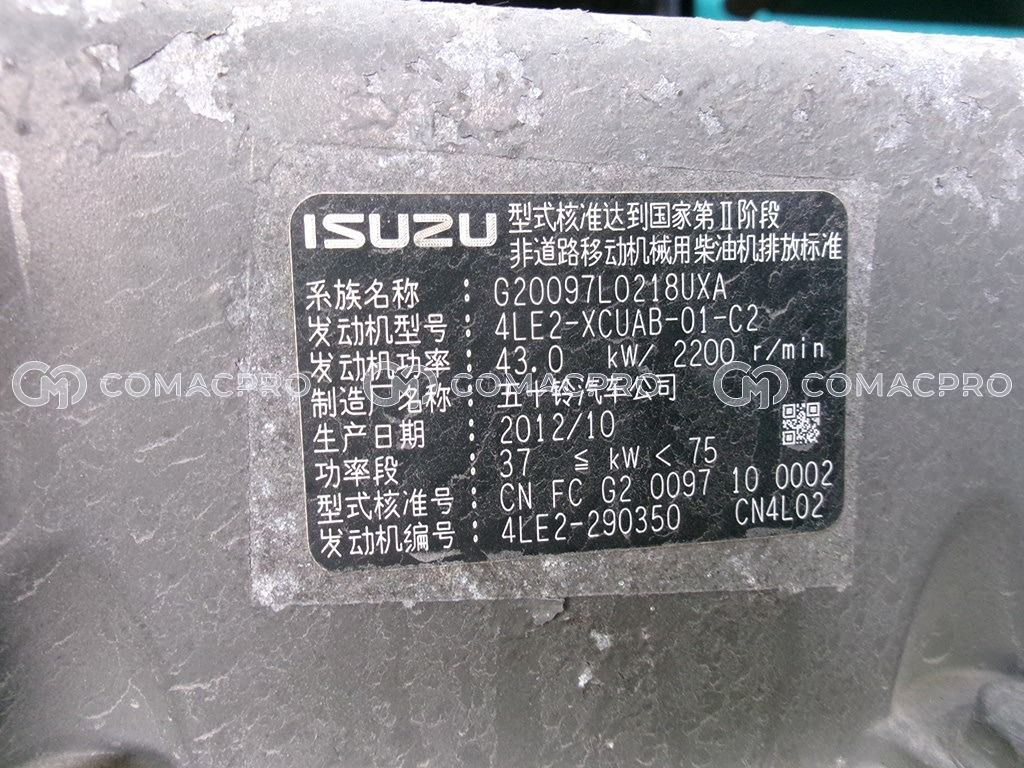 ISUZU 型式核准达到国家第Ⅱ阶段
非道路移动机械用柴油机排放标准
系族名称 : G20097L0218UXA
发动机型号 : 4LE2-XCUAB-01-C2
发动机功率 : 43.0 kW/ 2200 r/min
制造厂名称 : 五十铃汽车公司
生产日期 : 2012/10
功率段 : 37 ≦ kW < 75
型式核准号 : CN FC G2 0097 10 0002
发动机编号 : 4LE2-290350 CN4L02
COMACPRO COMACPRO COMACPRO